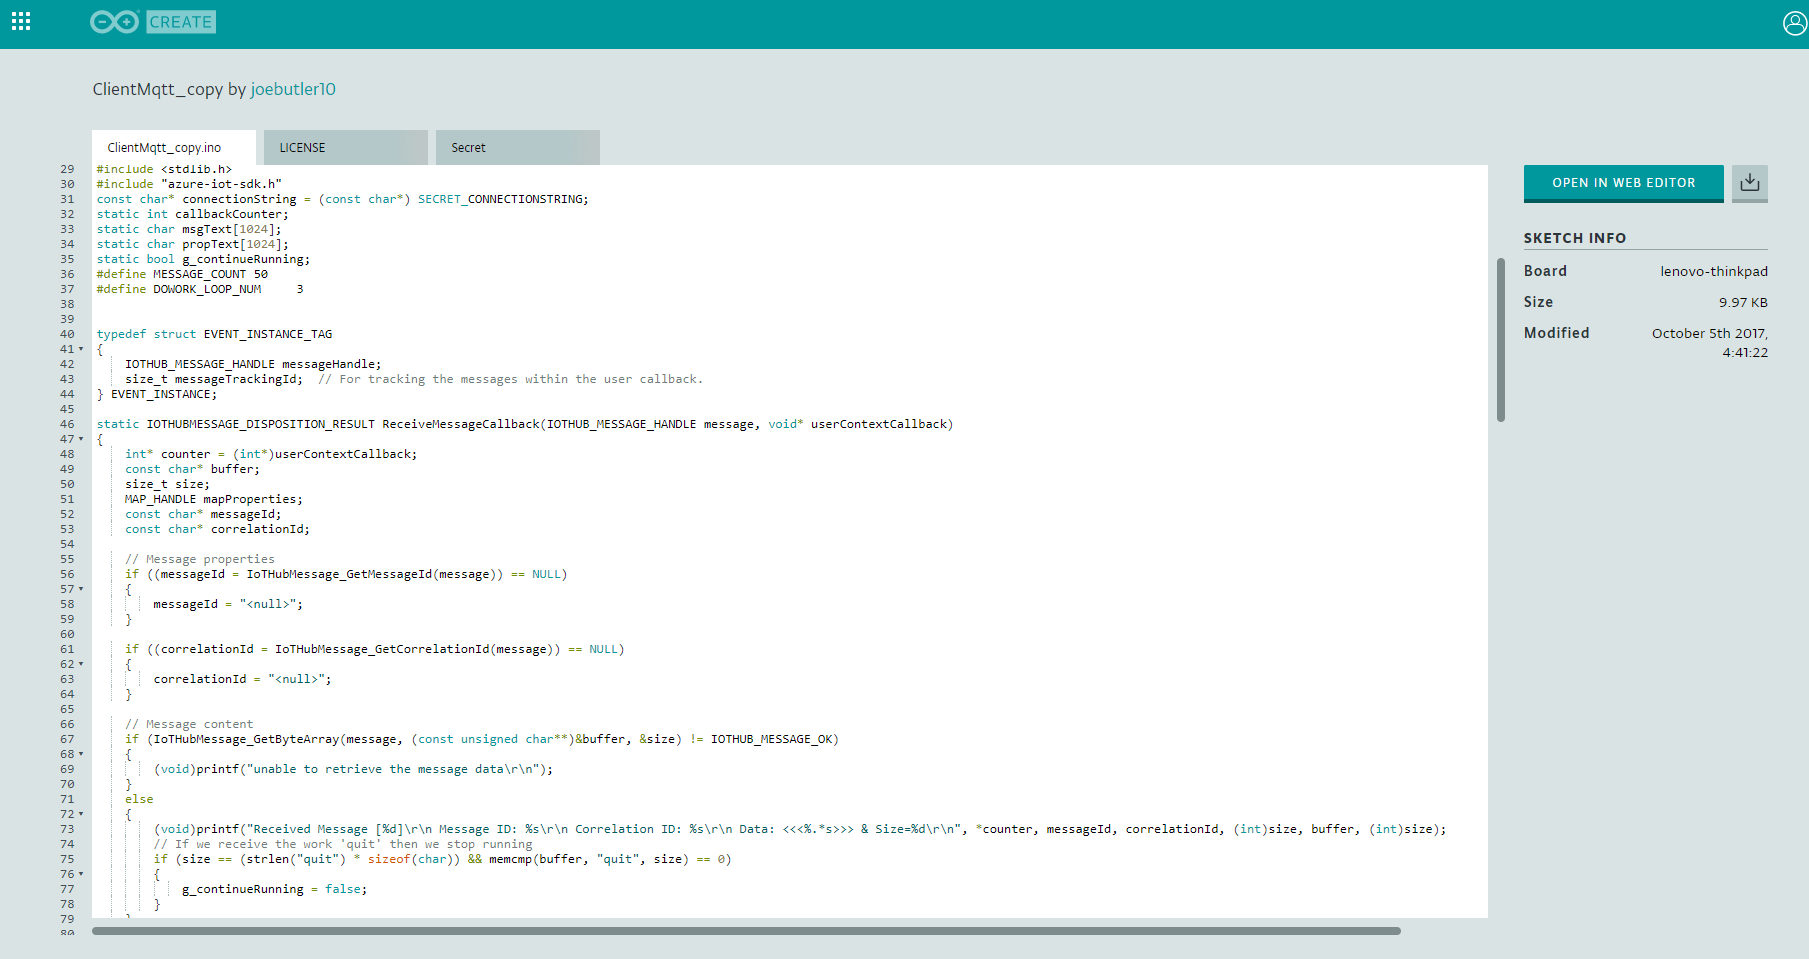 CREATE
ClientMqtt_copy by joebutler10
ClientMqtt_copy.ino LICENSE Secret
29 #include <stdlib.h>
30 #include "azure-iot-sdk.h"
31 const char* connectionString = (const char*) SECRET_CONNECTIONSTRING;
32 static int callbackCounter;
33 static char msgText[1024];
34 static char propText[1024];
35 static bool g_continueRunning;
36 #define MESSAGE_COUNT 50
37 #define DOWORK_LOOP_NUM     3
38
39
40 typedef struct EVENT_INSTANCE_TAG
41 {
42     IOTHUB_MESSAGE_HANDLE messageHandle;
43     size_t messageTrackingId;  // For tracking the messages within the user callback.
44 } EVENT_INSTANCE;
45
46 static IOTHUBMESSAGE_DISPOSITION_RESULT ReceiveMessageCallback(IOTHUB_MESSAGE_HANDLE message, void* userContextCallback)
47 {
48     int* counter = (int*)userContextCallback;
49     const char* buffer;
50     size_t size;
51     MAP_HANDLE mapProperties;
52     const char* messageId;
53     const char* correlationId;
54
55     // Message properties
56     if ((messageId = IoTHubMessage_GetMessageId(message)) == NULL)
57     {
58         messageId = "<null>";
59     }
60
61     if ((correlationId = IoTHubMessage_GetCorrelationId(message)) == NULL)
62     {
63         correlationId = "<null>";
64     }
65
66     // Message content
67     if (IoTHubMessage_GetByteArray(message, (const unsigned char**)&buffer, &size) != IOTHUB_MESSAGE_OK)
68     {
69         (void)printf("unable to retrieve the message data\r\n");
70     }
71     else
72     {
73         (void)printf("Received Message [%d]\r\n Message ID: %s\r\n Correlation ID: %s\r\n Data: <<<%.*s>>> & Size=%d\r\n", *counter, messageId, correlationId, (int)size, buffer, (int)size);
74         // If we receive the work 'quit' then we stop running
75         if (size == (strlen("quit") * sizeof(char)) && memcmp(buffer, "quit", size) == 0)
76         {
77             g_continueRunning = false;
78         }
79     }
80
OPEN IN WEB EDITOR
SKETCH INFO
Board lenovo-thinkpad
Size 9.97 KB
Modified October 5th 2017,
4:41:22